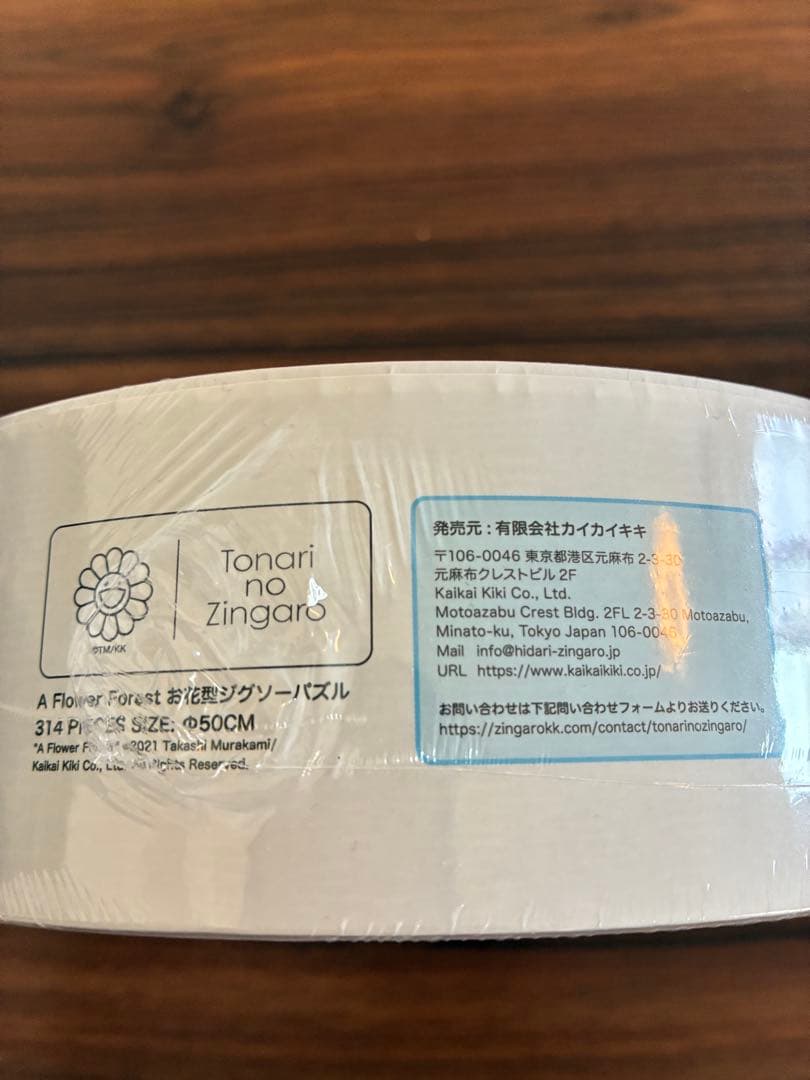 Tonari
no
Zingaro
©TM/KK
A Flower Forest お花型ジグソーパズル
314 PIECES SIZE: Φ50CM
"A Flower Forest" ©2021 Takashi Murakami/
Kaikai Kiki Co., Ltd. All Rights Reserved.
発売元 : 有限会社カイカイキキ
〒106-0046 東京都港区元麻布 2-3-30
元麻布クレストビル 2F
Kaikai Kiki Co., Ltd.
Motoazabu Crest Bldg. 2FL 2-3-30 Motoazabu,
Minato-ku, Tokyo Japan 106-0046
Mail info@hidari-zingaro.jp
URL https://www.kaikaikiki.co.jp/
お問い合わせは下記問い合わせフォームよりお送りください。
https://zingarokk.com/contact/tonarinozingaro/